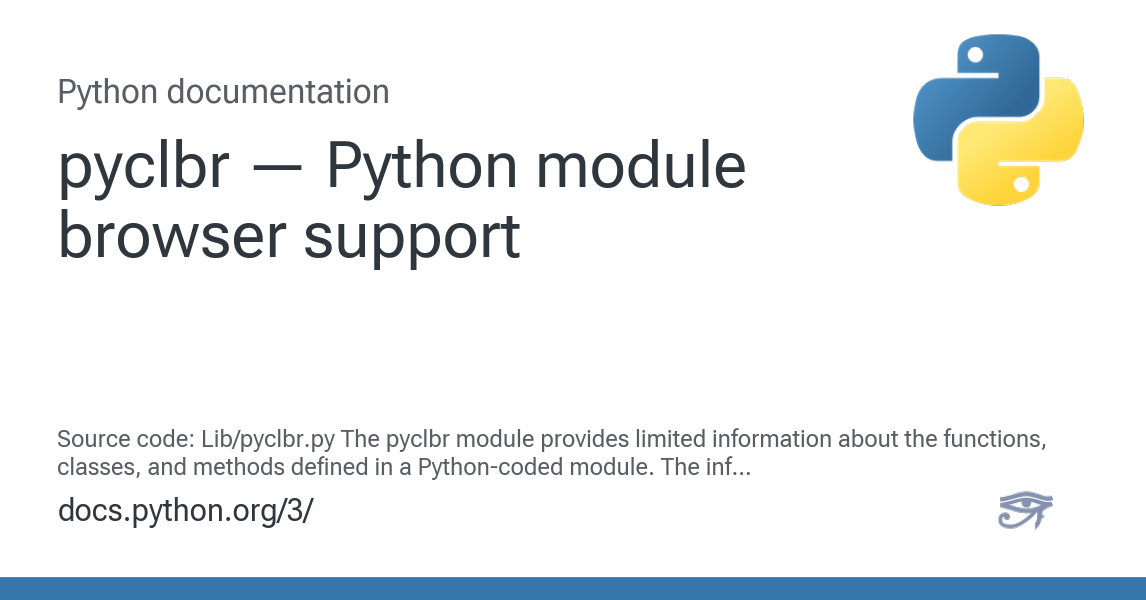 Python documentation
pyclbr — Python module
browser support
Source code: Lib/pyclbr.py The pyclbr module provides limited information about the functions,
classes, and methods defined in a Python-coded module. The inf...
docs.python.org/3/